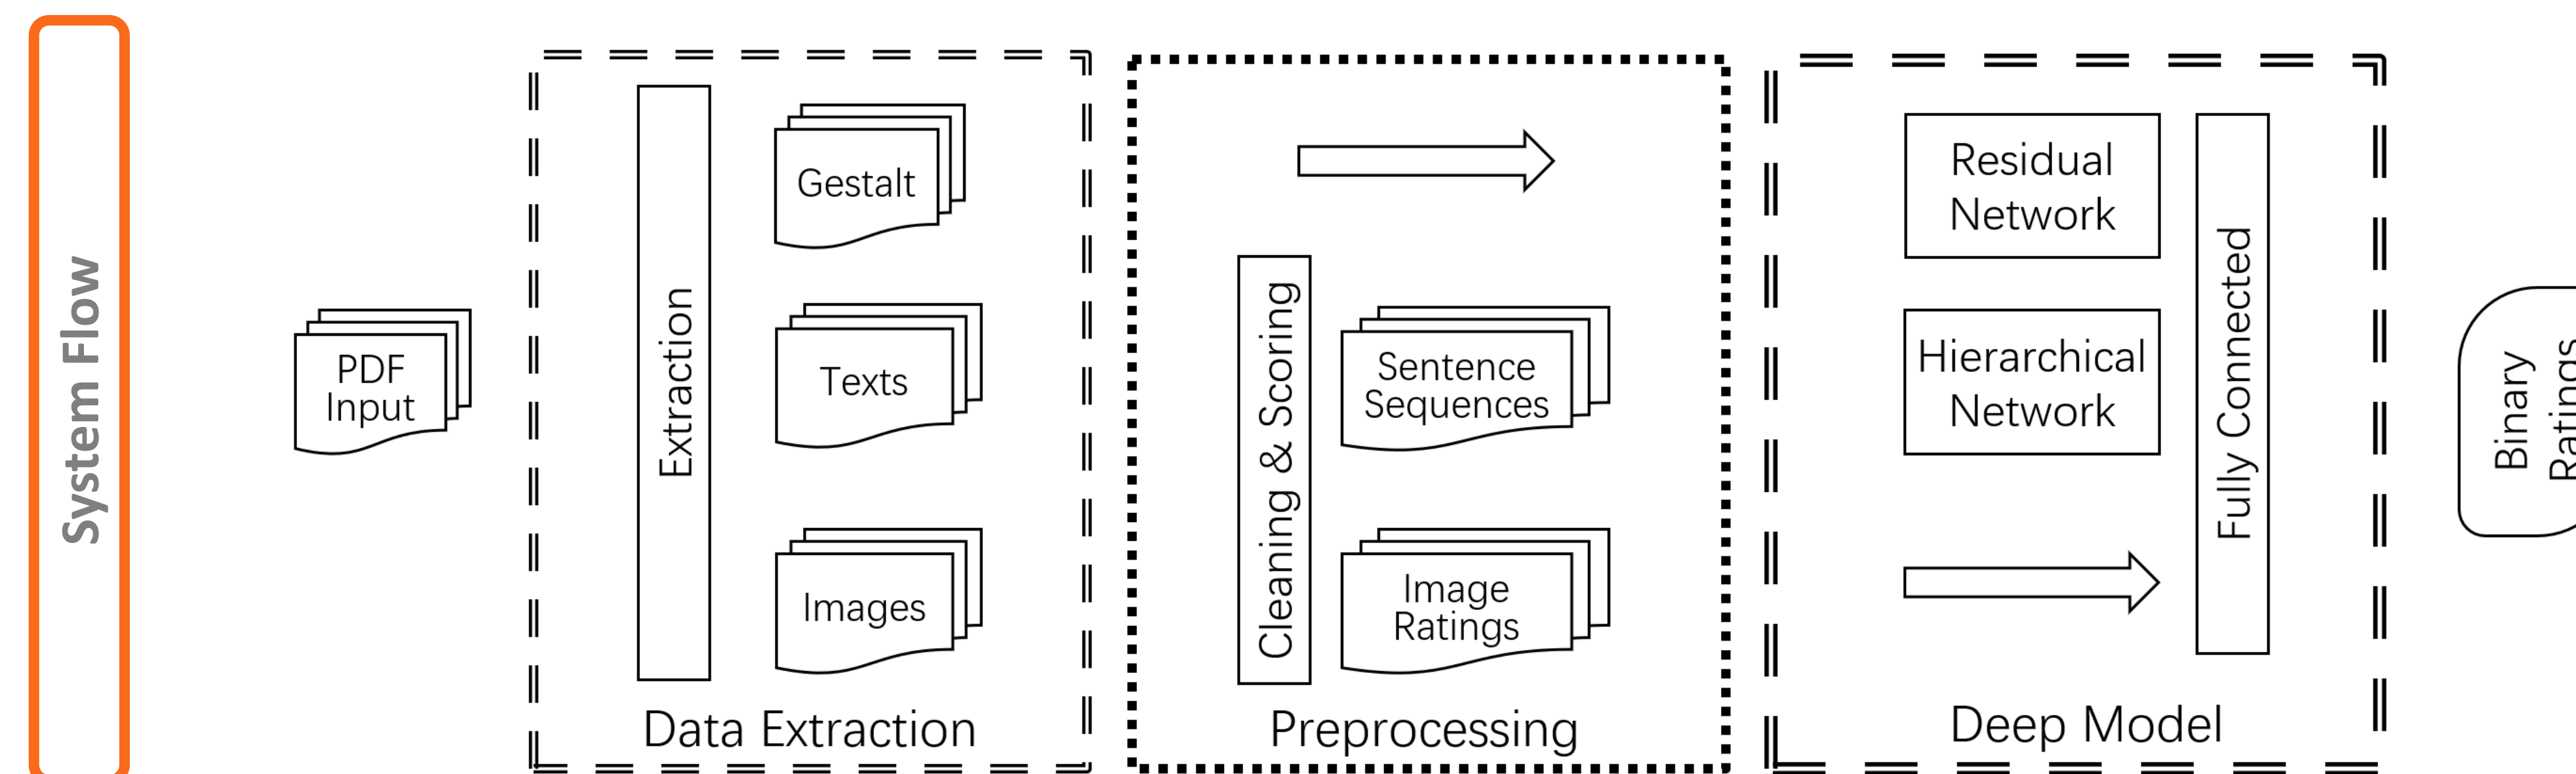 System Flow
PDF
Input
Extraction
Gestalt
Texts
Images
Data Extraction
Cleaning & Scoring
Sentence
Sequences
Image
Ratings
Preprocessing
Residual
Network
Hierarchical
Network
Fully Connected
Deep Model
Binary
Ratings